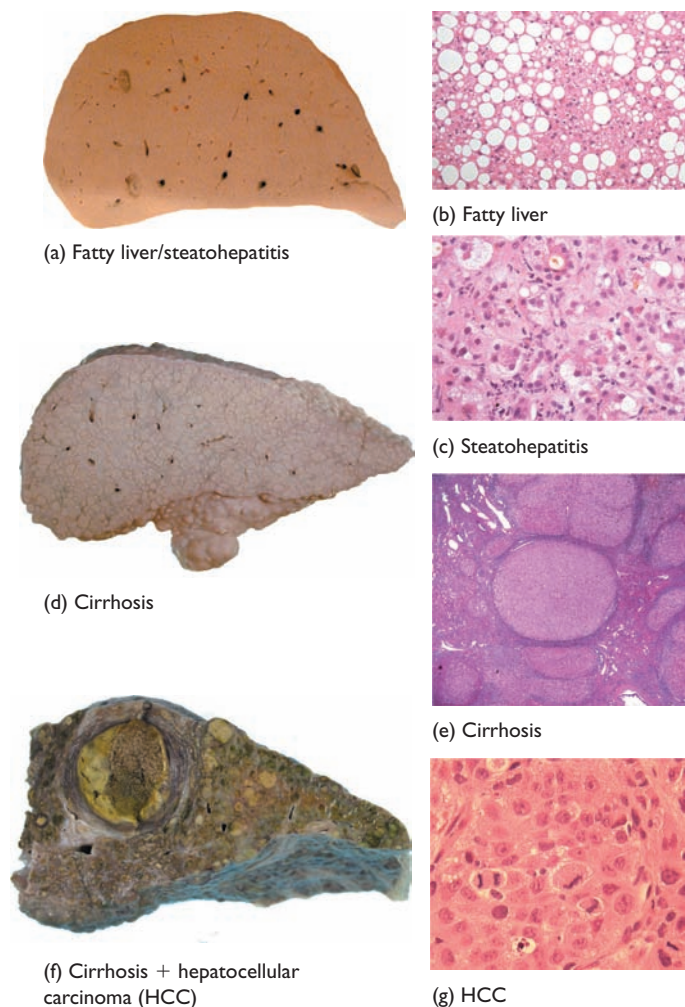 (a) Fatty liver/steatohepatitis
(b) Fatty liver
(c) Steatohepatitis
(d) Cirrhosis
(e) Cirrhosis
(f) Cirrhosis + hepatocellular
carcinoma (HCC)
(g) HCC